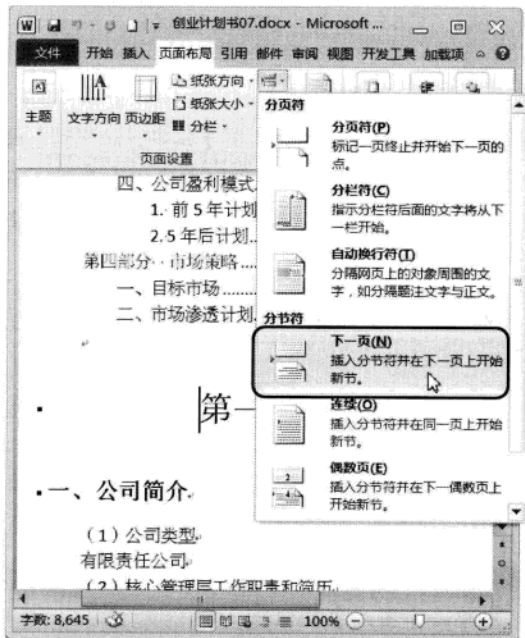 创业计划书07.docx - Microsoft ...
文件 开始 插入 页面布局 引用 邮件 审阅 视图 开发工具 加载项
主题
文字方向 页边距
纸张方向
纸张大小
分栏
页面设置
四、公司盈利模式
1. 前 5 年计划
2.5 年后计划..
第四部分 市场策略....
一、目标市场.........
二、市场渗透计划.
第一
一、公司简介
（1）公司类型
有限责任公司
（2）核心管理层工作职责和简历
分页符
分页符(P)
标记一页终止并开始下一页的
点。
分栏符(C)
指示分栏符后面的文字将从下
一栏开始。
自动换行符(T)
分隔网页上的对象周围的文
字，如分隔题注文字与正文。
分节符
下一页(N)
插入分节符并在下一页上开始
新节。
连续(O)
插入分节符并在同一页上开始
新节。
偶数页(E)
插入分节符并在下一偶数页上
开始新节。
字数: 8,645
100%